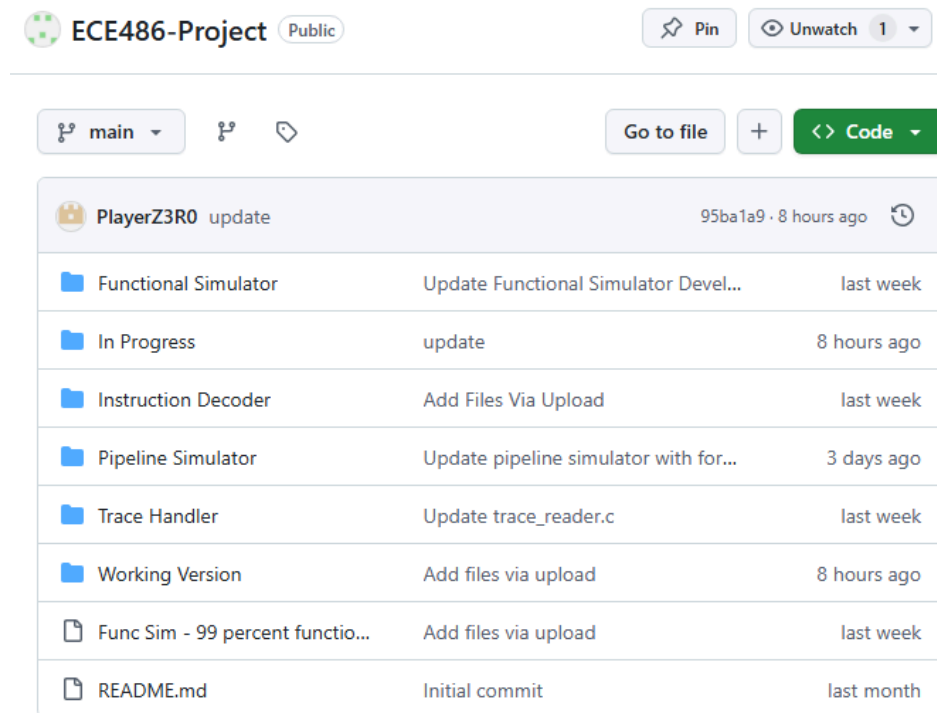 ECE486-Project Public Pin Unwatch 1
main Go to file + Code
PlayerZ3R0 update 95ba1a9 · 8 hours ago
Functional Simulator Update Functional Simulator Devel... last week
In Progress update 8 hours ago
Instruction Decoder Add Files Via Upload last week
Pipeline Simulator Update pipeline simulator with for... 3 days ago
Trace Handler Update trace_reader.c last week
Working Version Add files via upload 8 hours ago
Func Sim - 99 percent functio... Add files via upload last week
README.md Initial commit last month